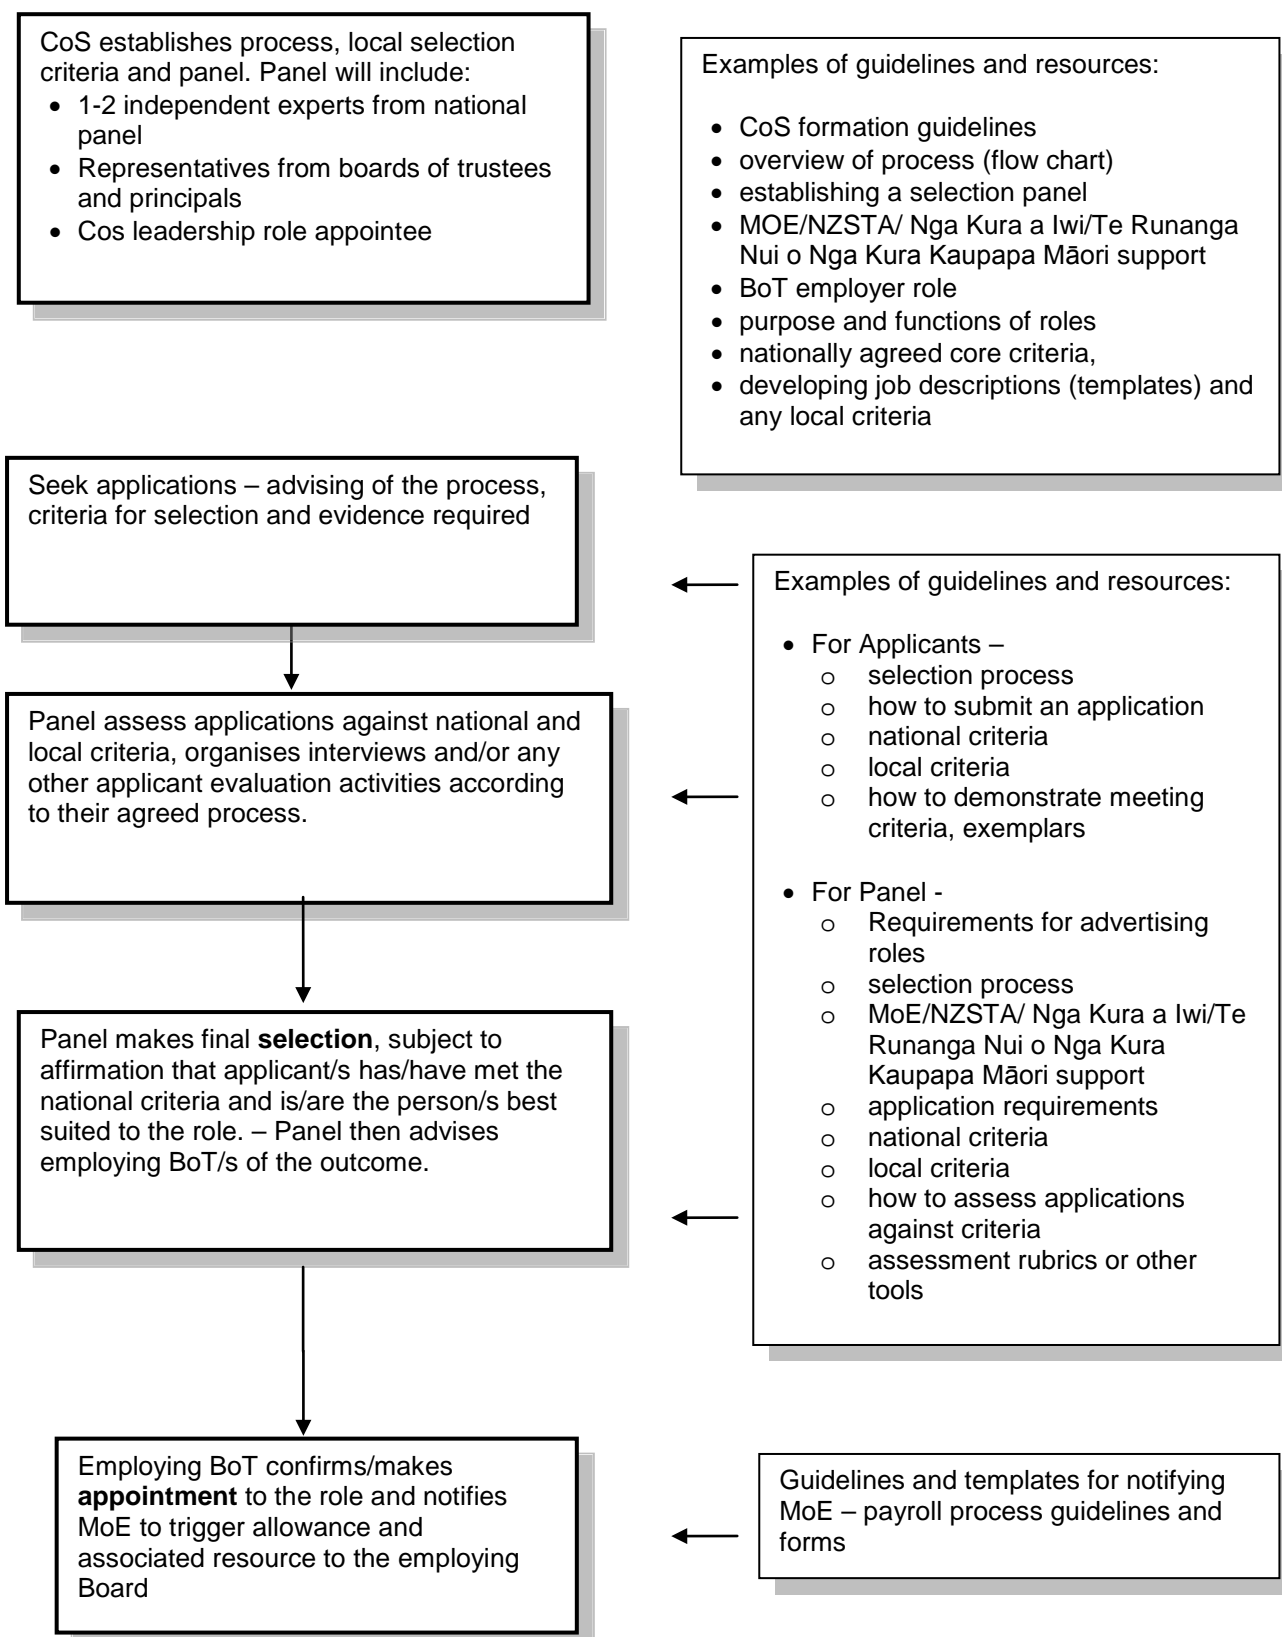 CoS establishes process, local selection
criteria and panel. Panel will include:
• 1-2 independent experts from national
panel
• Representatives from boards of trustees
and principals
• Cos leadership role appointee
Examples of guidelines and resources:
• CoS formation guidelines
• overview of process (flow chart)
• establishing a selection panel
• MOE/NZSTA/ Nga Kura a Iwi/Te Runanga
Nui o Nga Kura Kaupapa Māori support
• BoT employer role
• purpose and functions of roles
• nationally agreed core criteria,
• developing job descriptions (templates) and
any local criteria
Seek applications – advising of the process,
criteria for selection and evidence required
Panel assess applications against national and
local criteria, organises interviews and/or any
other applicant evaluation activities according
to their agreed process.
Panel makes final selection, subject to
affirmation that applicant/s has/have met the
national criteria and is/are the person/s best
suited to the role. – Panel then advises
employing BoT/s of the outcome.
Examples of guidelines and resources:
• For Applicants –
o selection process
o how to submit an application
o national criteria
o local criteria
o how to demonstrate meeting
criteria, exemplars
• For Panel -
o Requirements for advertising
roles
o selection process
o MoE/NZSTA/ Nga Kura a Iwi/Te
Runanga Nui o Nga Kura
Kaupapa Māori support
o application requirements
o national criteria
o local criteria
o how to assess applications
against criteria
o assessment rubrics or other
tools
Employing BoT confirms/makes
appointment to the role and notifies
MoE to trigger allowance and
associated resource to the employing
Board
Guidelines and templates for notifying
MoE – payroll process guidelines and
forms